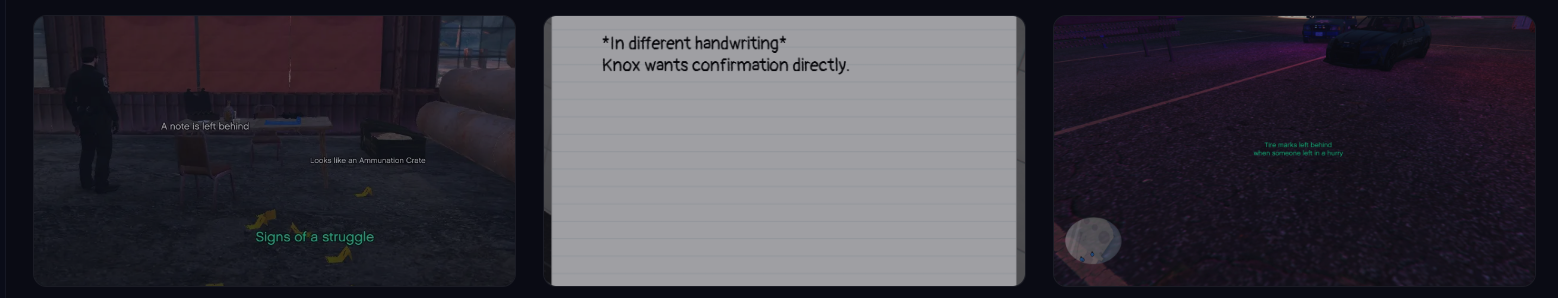 A note is left behind
Looks like an Ammunation Crate
Signs of a struggle
*In different handwriting*
Knox wants confirmation directly.
Tire marks left behind
when someone left in a hurry